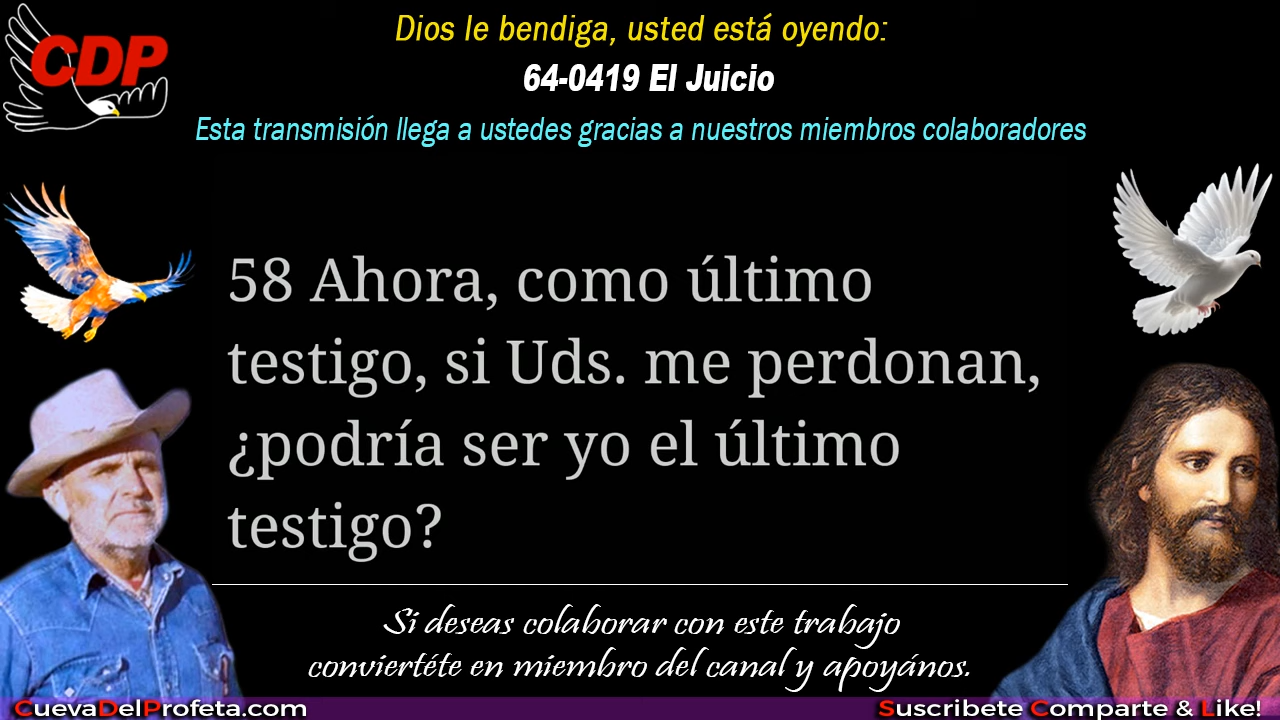 CDP
Dios le bendiga, usted está oyendo:
64-0419 El Juicio
Esta transmisión llega a ustedes gracias a nuestros miembros colaboradores
58 Ahora, como último
testigo, si Uds. me perdonan,
¿podría ser yo el último
testigo?
Si deseas colaborar con este trabajo
conviertéte en miembro del canal y apoyános.
CuevaDelProfeta.com
Suscribete Comparte & Like!